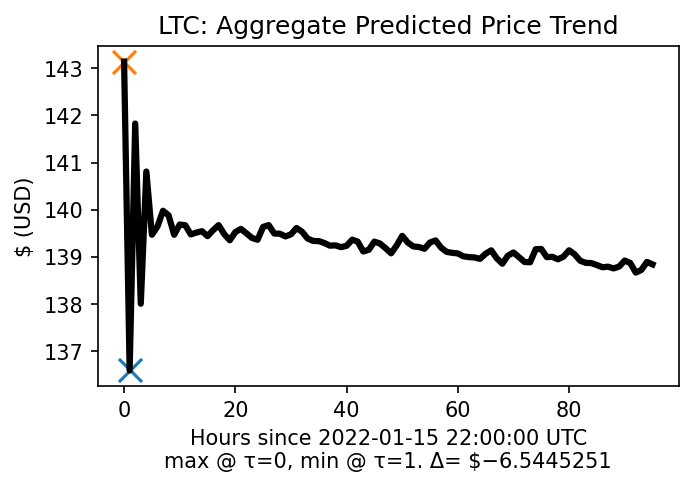 LTC: Aggregate Predicted Price Trend
143
142
141
140
139
138
137
$ (USD)
0 20 40 60 80
Hours since 2022-01-15 22:00:00 UTC
max @ τ=0, min @ τ=1. Δ= $−6.5445251